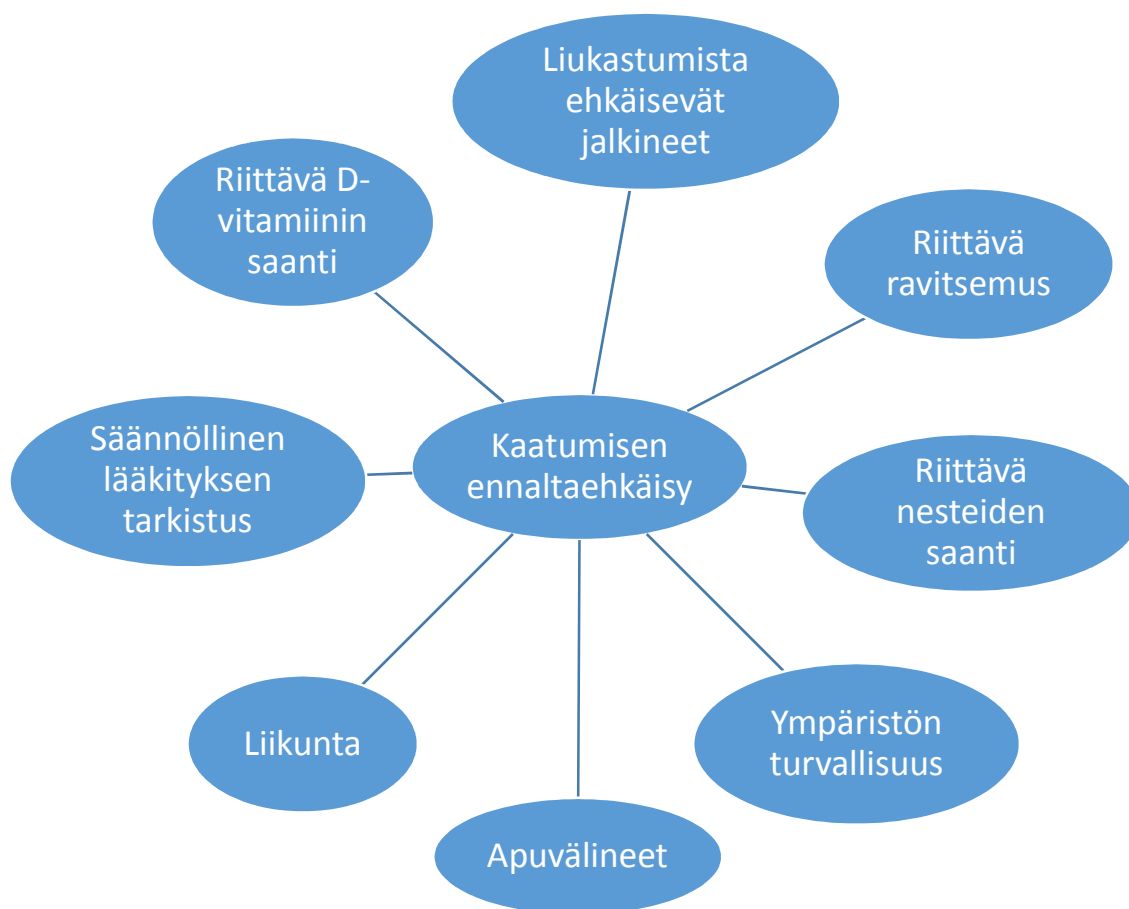 Liukastumista
ehkäisevät
jalkineet
Riittävä D-
vitamiinin
saanti
Riittävä
ravitsemus
Säännöllinen
lääkityksen
tarkistus
Kaatumisen
ennaltaehkäisy
Riittävä
nesteiden
saanti
Liikunta
Ympäristön
turvallisuus
Apuvälineet